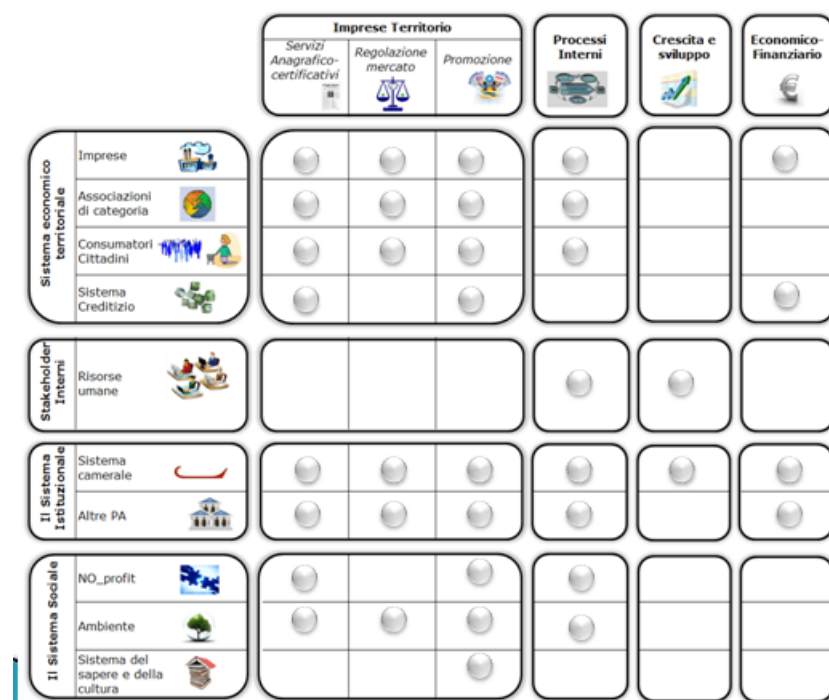 Imprese Territorio
Servizi
Anagrafico-
certificativi
Regolazione
mercato
Promozione
Processi
Interni
Crescita e
sviluppo
Economico-
Finanziario
€
Sistema economico
territoriale
Imprese
Associazioni
di categoria
Consumatori
Cittadini
Sistema
Creditizio
Stakeholder
Interni
Risorse
umane
Il Sistema
Istituzionale
Sistema
camerale
Altre PA
Il Sistema Sociale
NO_profit
Ambiente
Sistema del
sapere e della
cultura